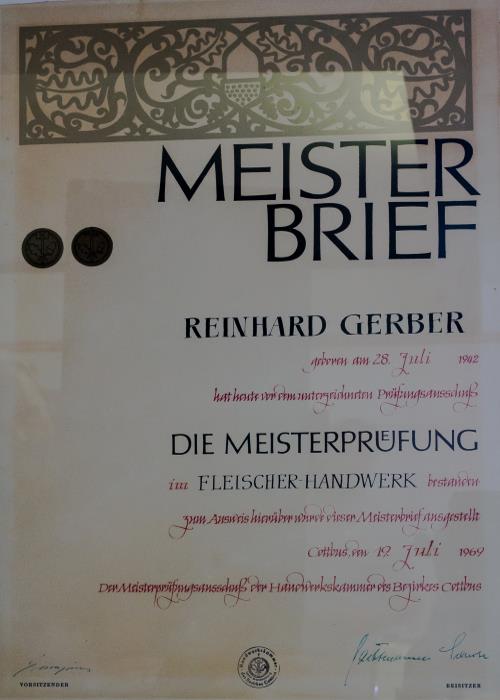 MEISTER
BRIEF
REINHARD GERBER
geboren am 28. Juli 1942
hat heute vor dem unterzeichneten Prüfungsausschuß
DIE MEISTERPRÜEFUNG
im FLEISCHER-HANDWERK bestanden
zum Ausweis hierüber wurde dieser Meisterbrief ausgestellt
Cottbus, den 19. Juli 1969
Der Meisterprüfungsausschuß der Handwerkskammer des Bezirkes Cottbus
VORSITZENDER
BEISITZER